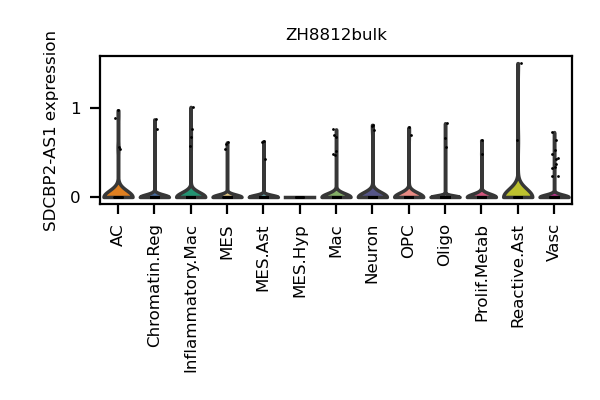 ZH8812bulk
SDCBP2-AS1 expression
1
0
AC
Chromatin.Reg
Inflammatory.Mac
MES
MES.Ast
MES.Hyp
Mac
Neuron
OPC
Oligo
Prolif.Metab
Reactive.Ast
Vasc